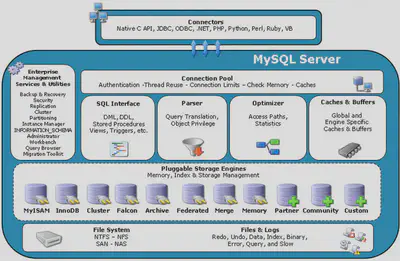 Connectors
Native C API, JDBC, ODBC, .NET, PHP, Python, Perl, Ruby, VB
MySQL Server
Enterprise
Management
Services & Utilities
Backup & Recovery
Security
Replication
Cluster
Partitioning
Instance Manager
INFORMATION_SCHEMA
Administrator
Workbench
Query Browser
Migration Toolkit
Connection Pool
Authentication -Thread Reuse - Connection Limits - Check Memory - Caches
SQL Interface
DML, DDL,
Stored Procedures
Views, Triggers, etc.
Parser
Query Translation,
Object Privilege
Optimizer
Access Paths,
Statistics
Caches & Buffers
Global and
Engine Specific
Caches & Buffers
Pluggable Storage Engines
Memory, Index & Storage Management
MyISAM
InnoDB
Cluster
Falcon
Archive
Federated
Merge
Memory
Partner
Community
Custom
File System
NTFS - NFS
SAN - NAS
Files & Logs
Redo, Undo, Data, Index, Binary,
Error, Query, and Slow